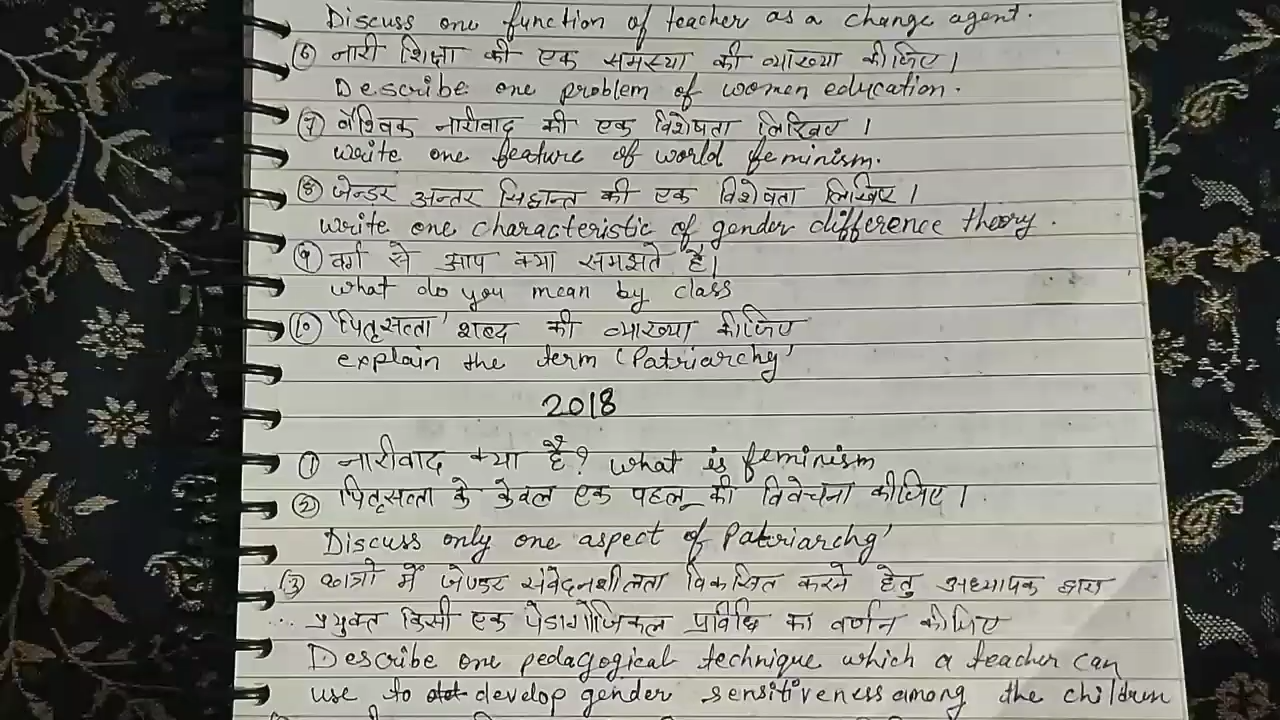 Discuss one function of teacher as a change agent.
⑥ नारी शिक्षा की एक समस्या की व्याख्या कीजिए।
Describe one problem of women education.
⑦ वैश्विक नारीवाद की एक विशेषता लिखिए।
Write one feature of world feminism.
⑧ जेन्डर अन्तर सिद्धान्त की एक विशेषता लिखिए।
Write one characteristic of gender difference theory.
⑨ वर्ग से आप क्या समझते है।
What do you mean by class
⑩ 'पितृसत्ता' शब्द की व्याख्या कीजिए
explain the term 'Patriarchy'
2018
① नारीवाद क्या है? What is feminism
② पितृसत्ता के केवल एक पहलू की विवेचना कीजिए।
Discuss only one aspect of Patriarchy'
③ छात्रो में जेण्डर संवेदनशीलता विकसित करने हेतु अध्यापक द्वारा
... प्रयुक्त किसी एक पेडागोजिकल प्रविधि का वर्णन कीजिए
Describe one pedagogical technique which a teacher can
use to develop gender sensitiveness among the children